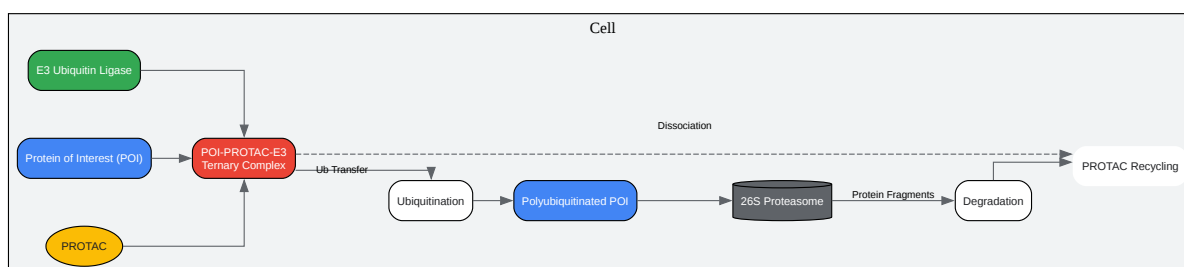 Cell
E3 Ubiquitin Ligase
Dissociation
Protein of Interest (POI)
POI-PROTAC-E3
Ternary Complex
Ub Transfer
PROTAC Recycling
Ubiquitination
Polyubiquitinated POI
26S Proteasome
Protein Fragments
Degradation
PROTAC